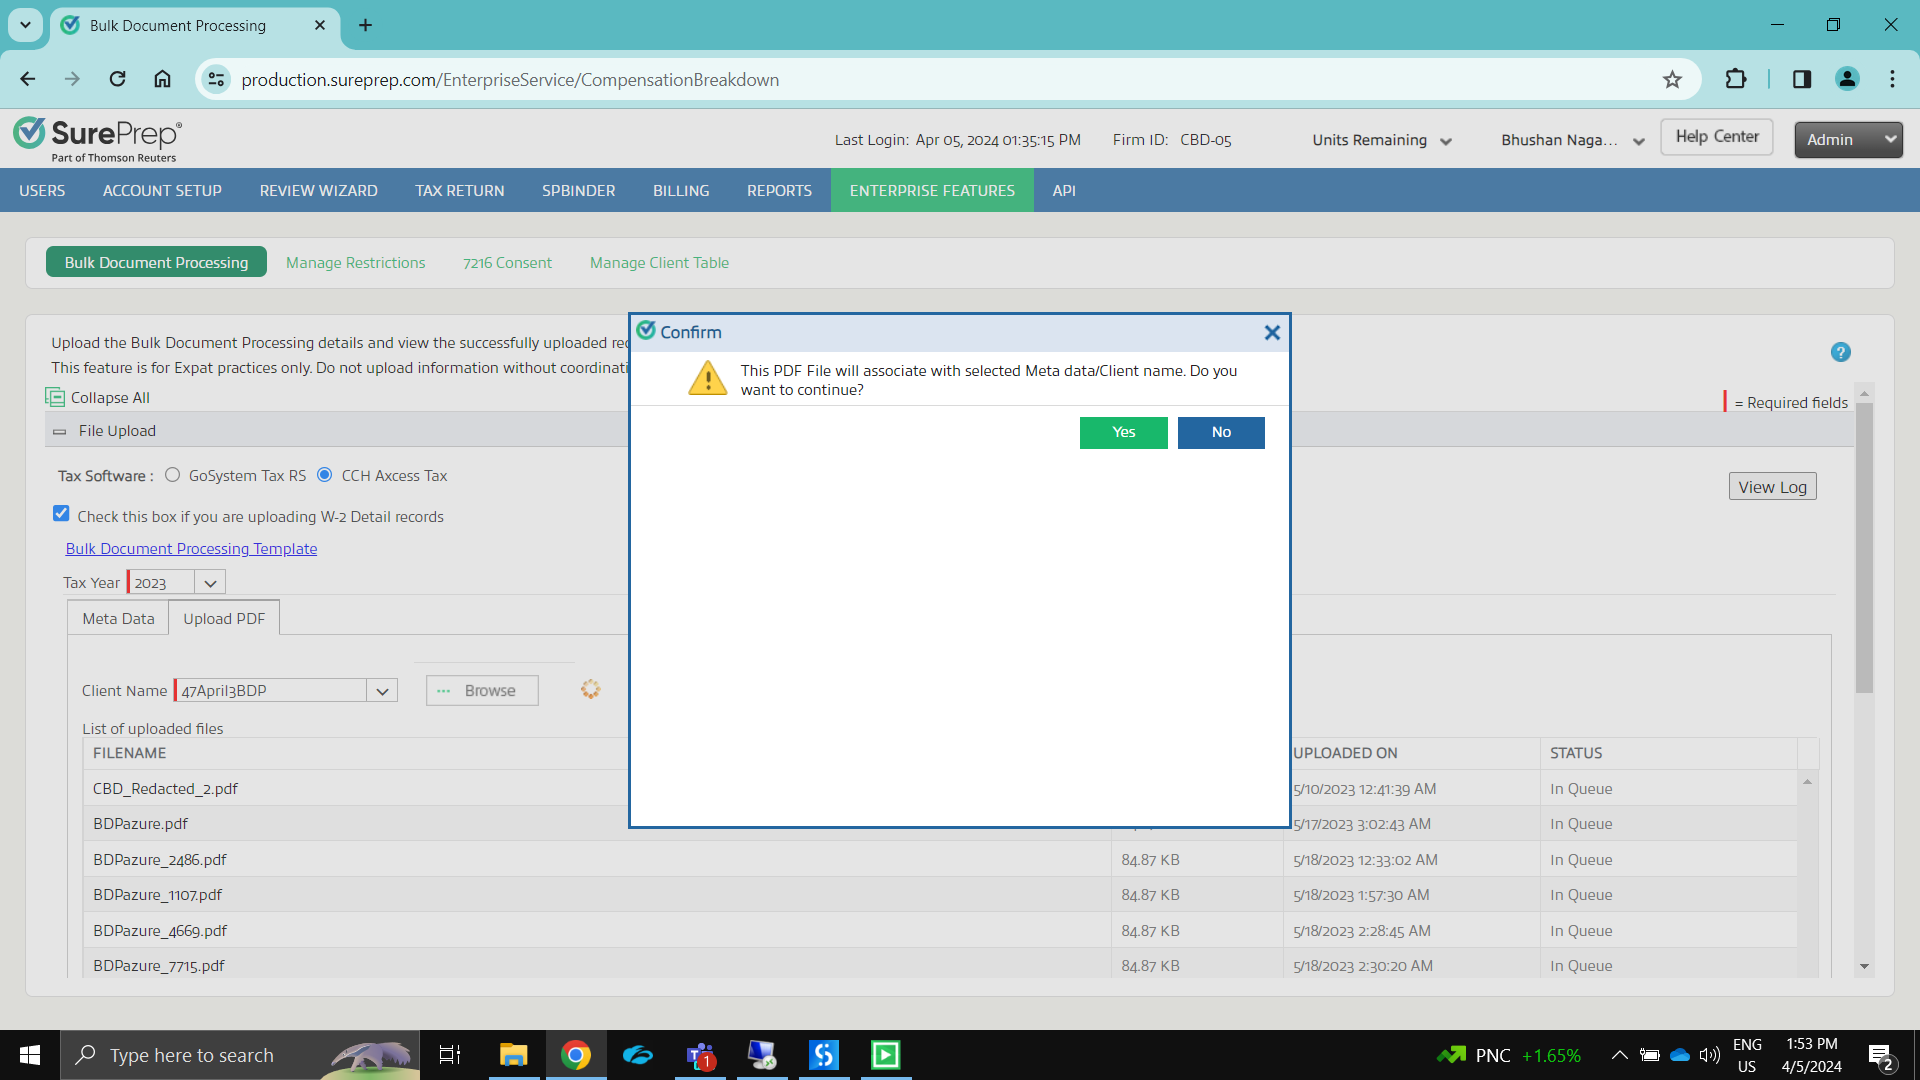 Bulk Document Processing
production.sureprep.com/EnterpriseService/CompensationBreakdown
SurePrep®
Part of Thomson Reuters
Last Login: Apr 05, 2024 01:35:15 PM
Firm ID: CBD-05
Units Remaining
Bhushan Naga...
Help Center
Admin
USERS
ACCOUNT SETUP
REVIEW WIZARD
TAX RETURN
SPBINDER
BILLING
REPORTS
ENTERPRISE FEATURES
API
Bulk Document Processing
Manage Restrictions
7216 Consent
Manage Client Table
Upload the Bulk Document Processing details and view the successfully uploaded rec
This feature is for Expat practices only. Do not upload information without coordinati
Collapse All
= Required fields
File Upload
Tax Software :
GoSystem Tax RS
CCH Axcess Tax
View Log
Check this box if you are uploading W-2 Detail records
Bulk Document Processing Template
Tax Year 2023
Meta Data
Upload PDF
Client Name 47April3BDP
Browse
List of uploaded files
FILENAME
UPLOADED ON
STATUS
CBD_Redacted_2.pdf
5/10/2023 12:41:39 AM
In Queue
BDPazure.pdf
5/17/2023 3:02:43 AM
In Queue
BDPazure_2486.pdf
84.87 KB
5/18/2023 12:33:02 AM
In Queue
BDPazure_1107.pdf
84.87 KB
5/18/2023 1:57:30 AM
In Queue
BDPazure_4669.pdf
84.87 KB
5/18/2023 2:28:45 AM
In Queue
BDPazure_7715.pdf
84.87 KB
5/18/2023 2:30:20 AM
In Queue
Confirm
This PDF File will associate with selected Meta data/Client name. Do you
want to continue?
Yes
No
Type here to search
1
PNC +1.65%
ENG
US
1:53 PM
4/5/2024
2